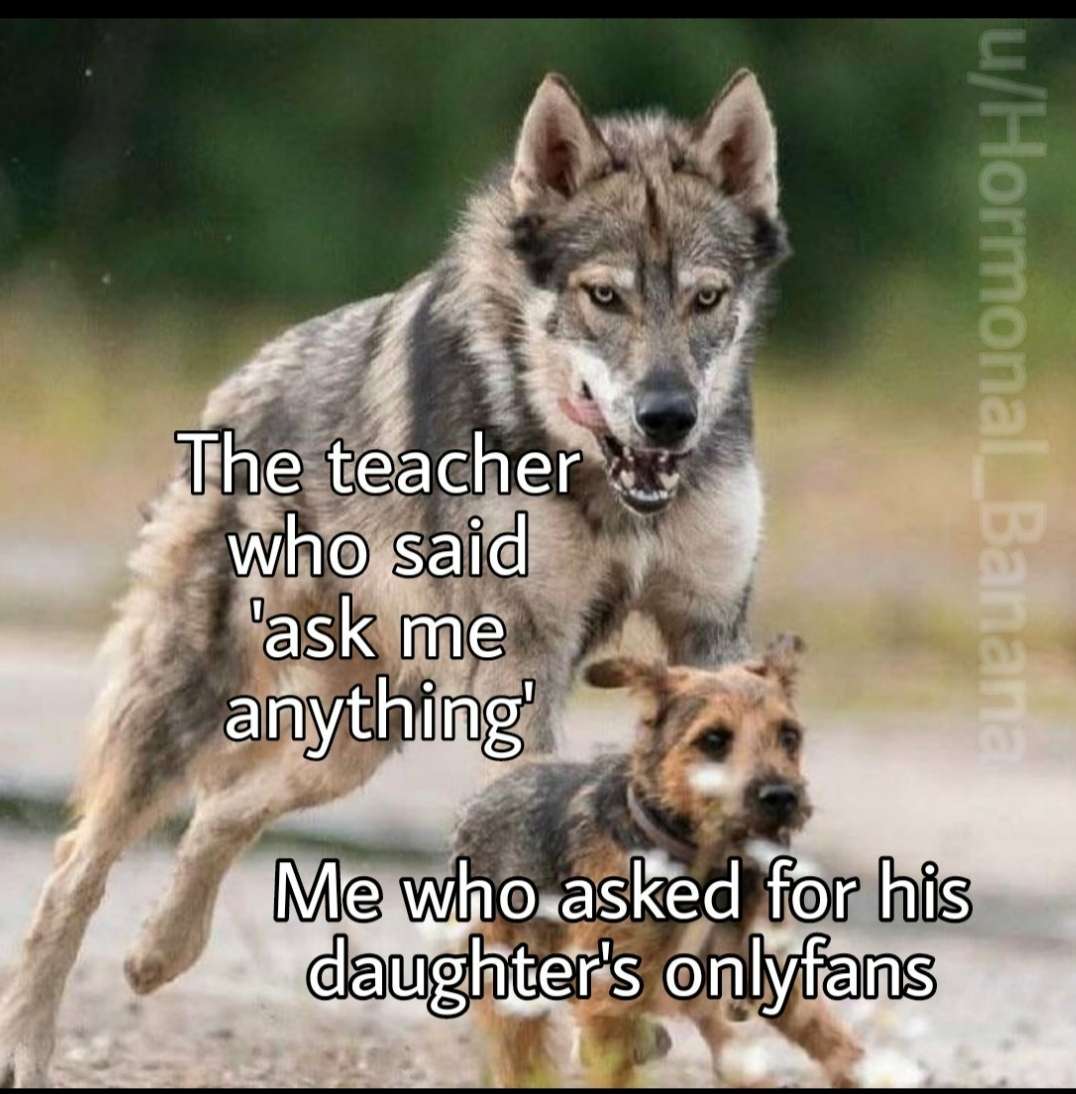 u/Hormonal_Banana
The teacher
who said
'ask me
anything'
Me who asked for his
daughter's onlyfans